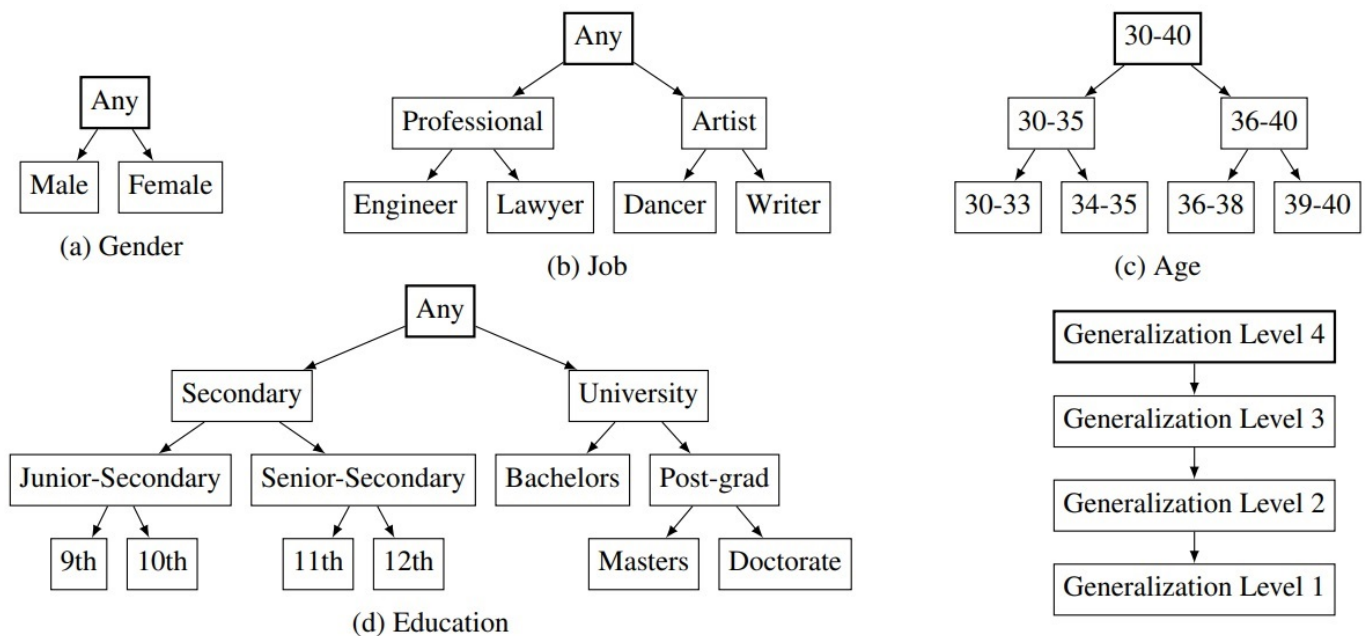 Any
Male Female
(a) Gender
Any
Professional Artist
Engineer Lawyer Dancer Writer
(b) Job
30-40
30-35 36-40
30-33 34-35 36-38 39-40
(c) Age
Any
Secondary University
Junior-Secondary Senior-Secondary Bachelors Post-grad
9th 10th 11th 12th Masters Doctorate
(d) Education
Generalization Level 4
Generalization Level 3
Generalization Level 2
Generalization Level 1